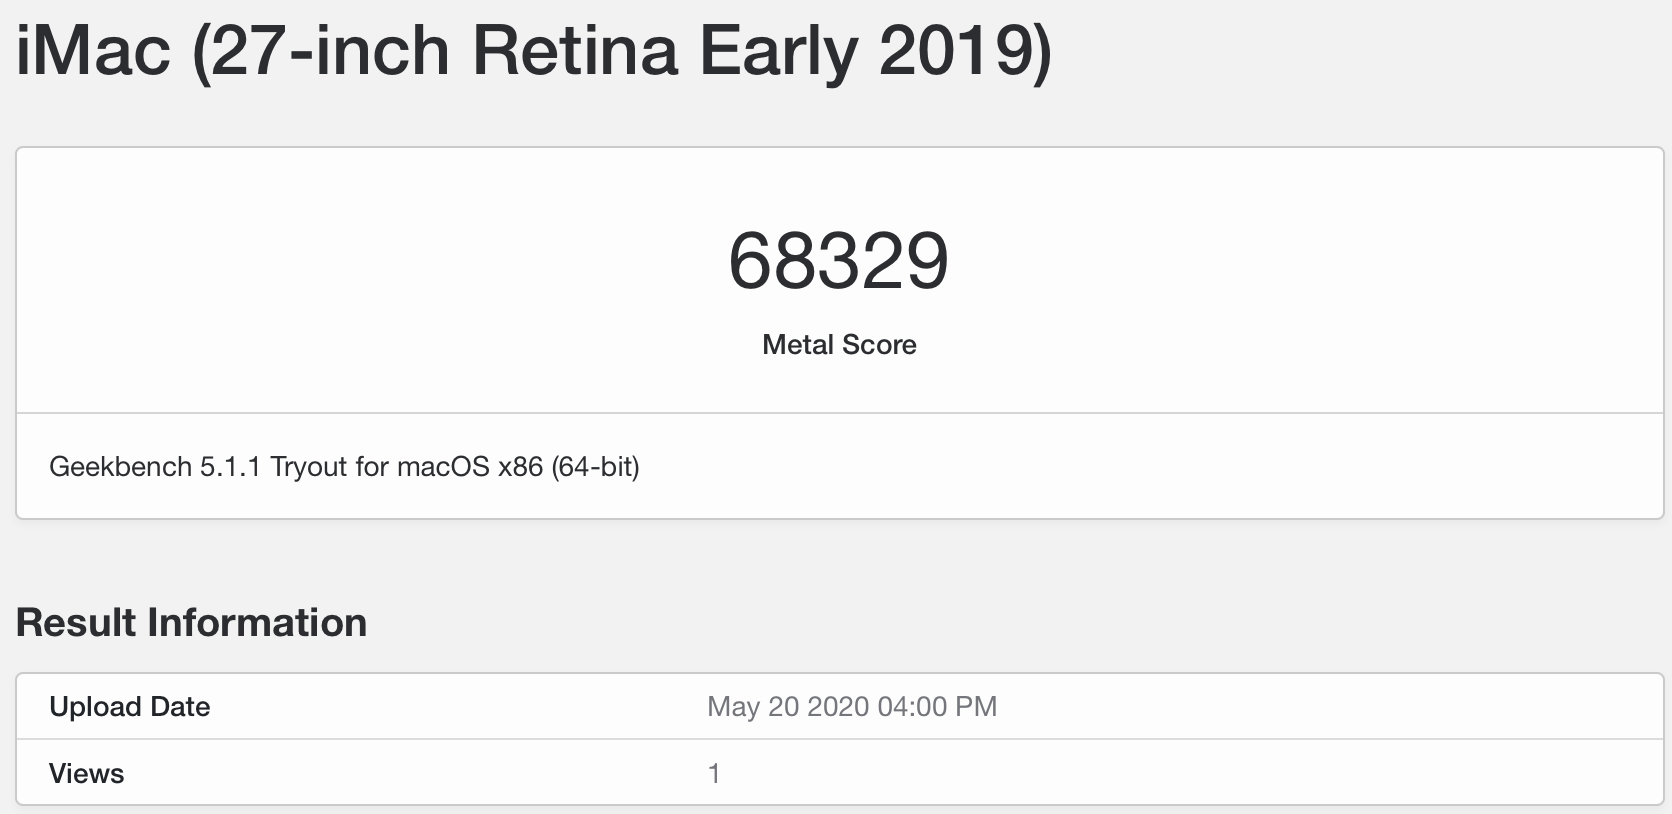 iMac (27-inch Retina Early 2019)
68329
Metal Score
Geekbench 5.1.1 Tryout for macOS x86 (64-bit)
Result Information
Upload Date May 20 2020 04:00 PM
Views 1